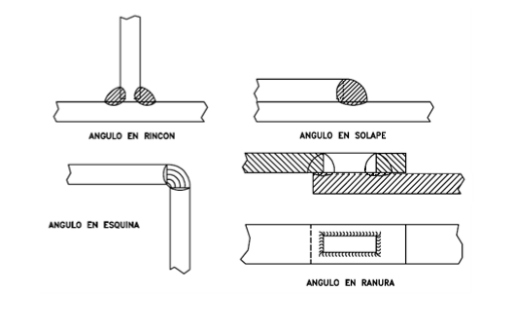 ANGULO EN RINCON
ANGULO EN SOLAPE
ANGULO EN ESQUINA
ANGULO EN RANURA